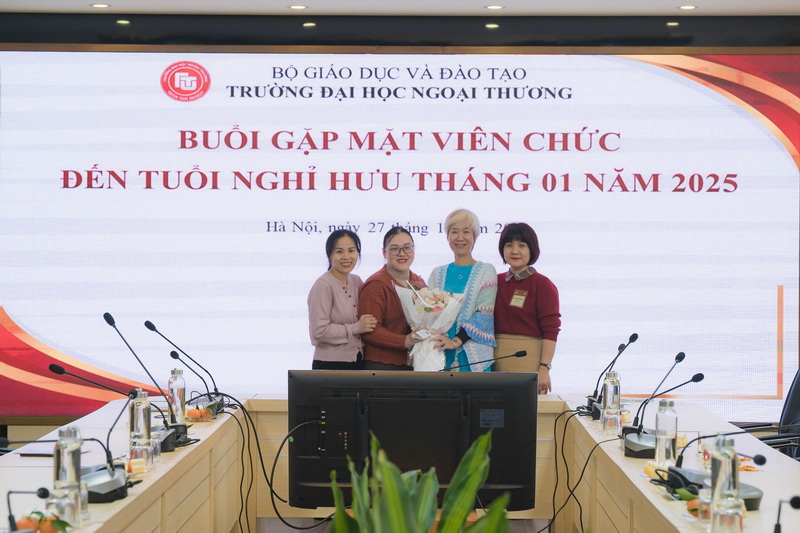 BỘ GIÁO DỤC VÀ ĐÀO TẠO
TRƯỜNG ĐẠI HỌC NGOẠI THƯƠNG
BUỔI GẶP MẶT VIÊN CHỨC
ĐẾN TUỔI NGHỈ HƯU THÁNG 01 NĂM 2025
Hà Nội, ngày 27 tháng